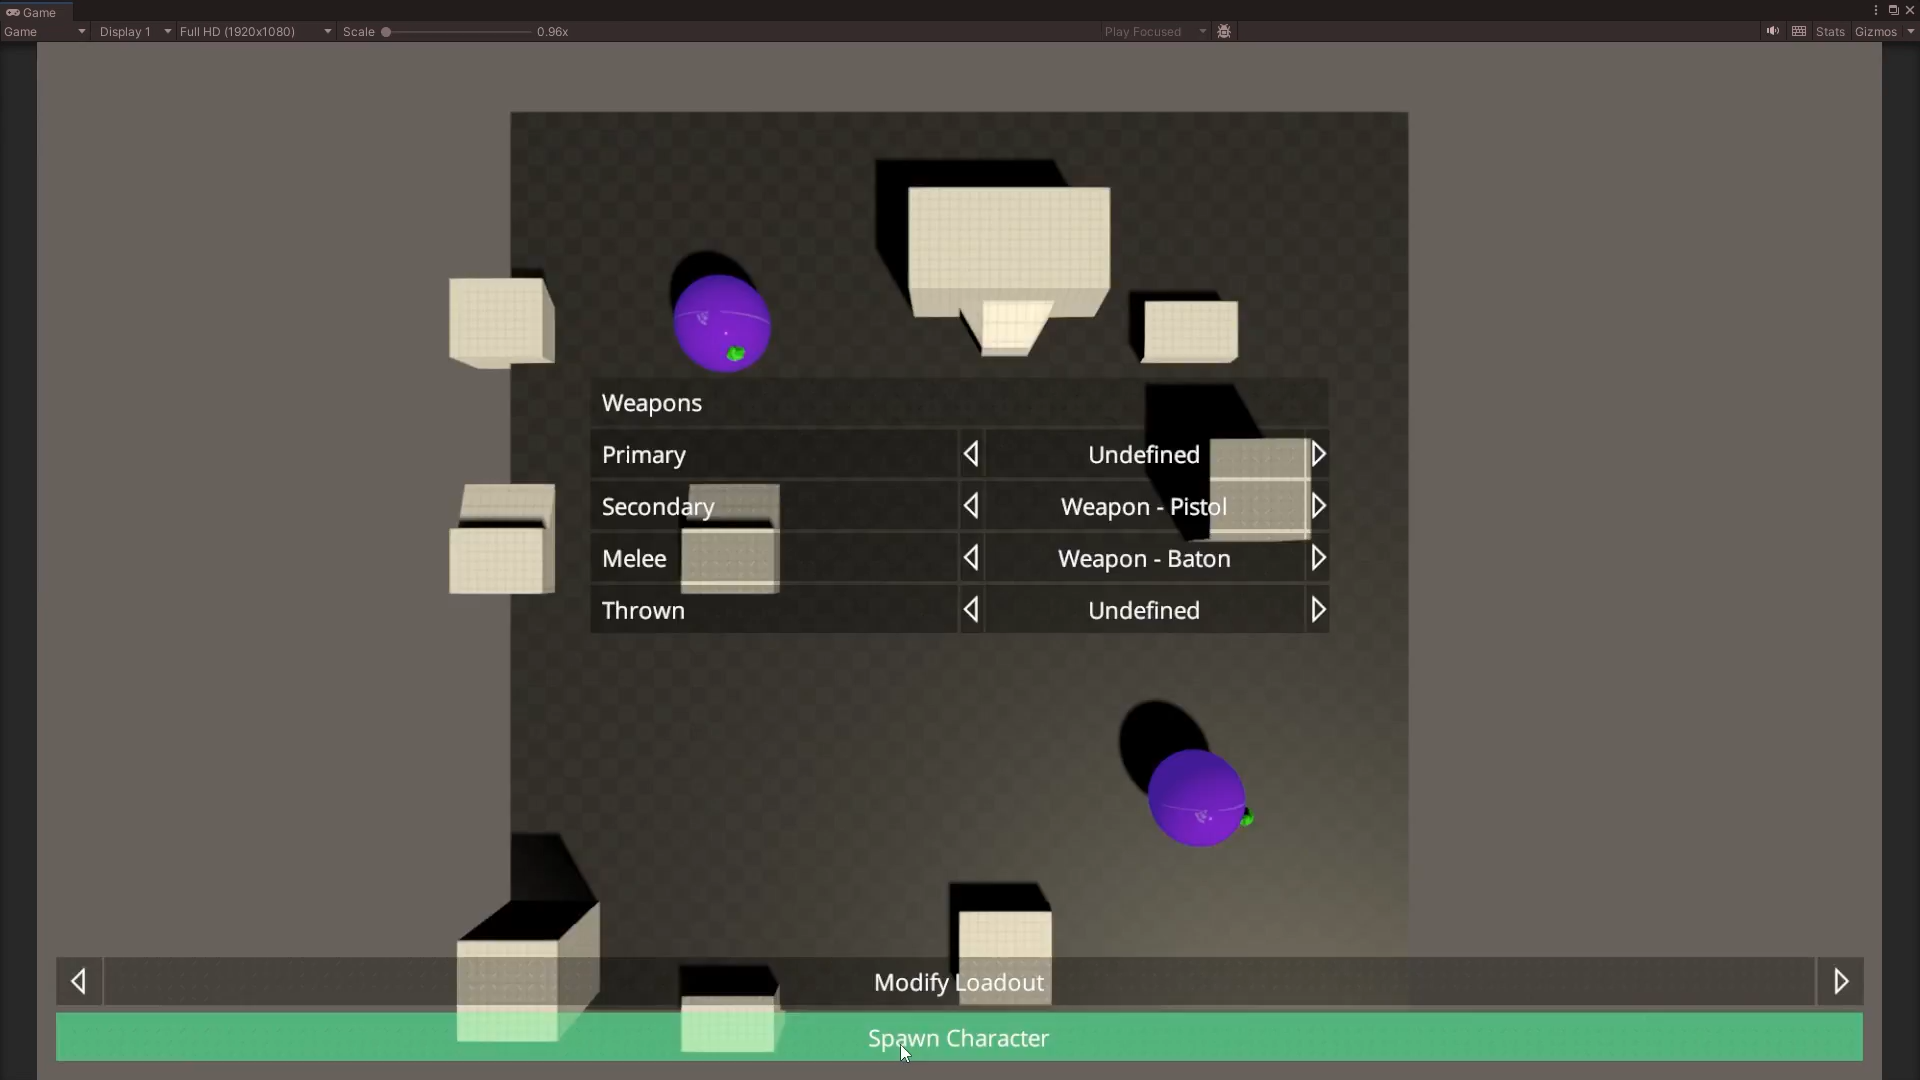 Game
Game Display 1 Full HD (1920x1080) Scale 0.96x Play Focused Stats Gizmos
Weapons
Primary Undefined
Secondary Weapon - Pistol
Melee Weapon - Baton
Thrown Undefined
Modify Loadout
Spawn Character